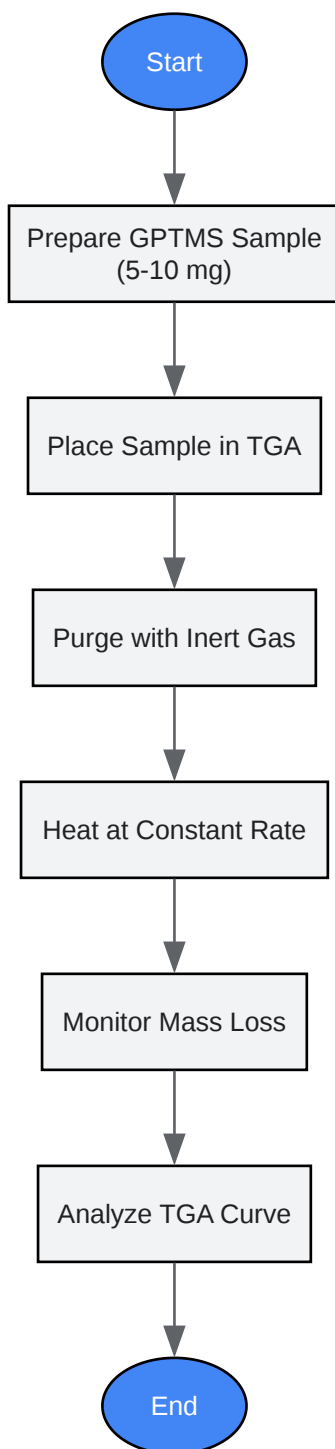 Start
Prepare GPTMS Sample
(5-10 mg)
Place Sample in TGA
Purge with Inert Gas
Heat at Constant Rate
Monitor Mass Loss
Analyze TGA Curve
End